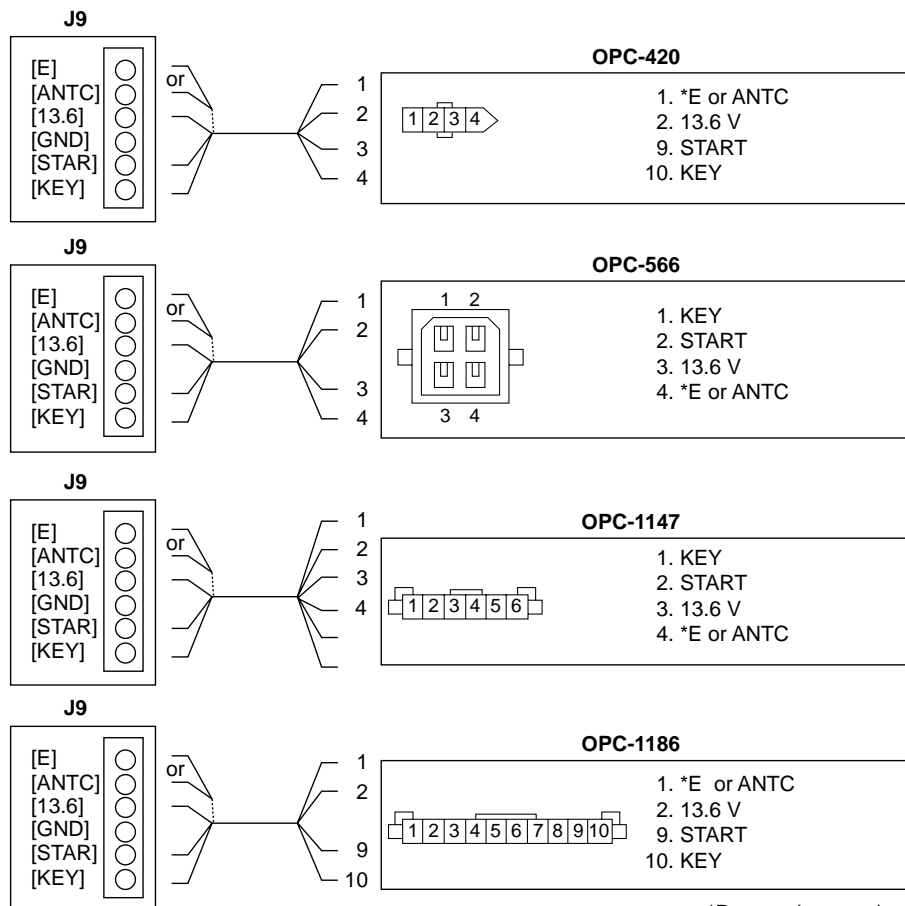 J9
[E]
[ANTC]
[13.6]
[GND]
[STAR]
[KEY]
or
1
2
3
4
OPC-420
1 2 3 4
1. *E or ANTC
2. 13.6 V
9. START
10. KEY
J9
[E]
[ANTC]
[13.6]
[GND]
[STAR]
[KEY]
or
1
2
3
4
OPC-566
1 2
3 4
1. KEY
2. START
3. 13.6 V
4. *E or ANTC
J9
[E]
[ANTC]
[13.6]
[GND]
[STAR]
[KEY]
or
1
2
3
4
OPC-1147
1 2 3 4 5 6
1. KEY
2. START
3. 13.6 V
4. *E or ANTC
J9
[E]
[ANTC]
[13.6]
[GND]
[STAR]
[KEY]
or
1
2
9
10
OPC-1186
1 2 3 4 5 6 7 8 9 10
1. *E or ANTC
2. 13.6 V
9. START
10. KEY